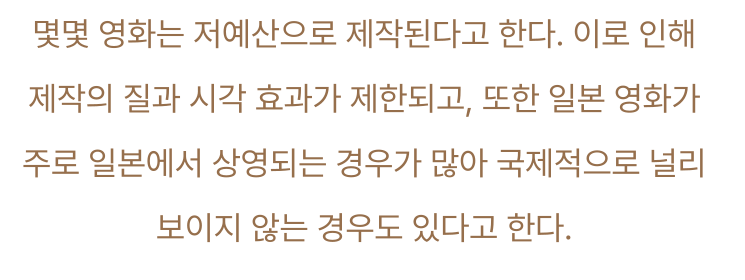 몇몇 영화는 저예산으로 제작된다고 한다. 이로 인해
제작의 질과 시각 효과가 제한되고, 또한 일본 영화가
주로 일본에서 상영되는 경우가 많아 국제적으로 널리
보이지 않는 경우도 있다고 한다.